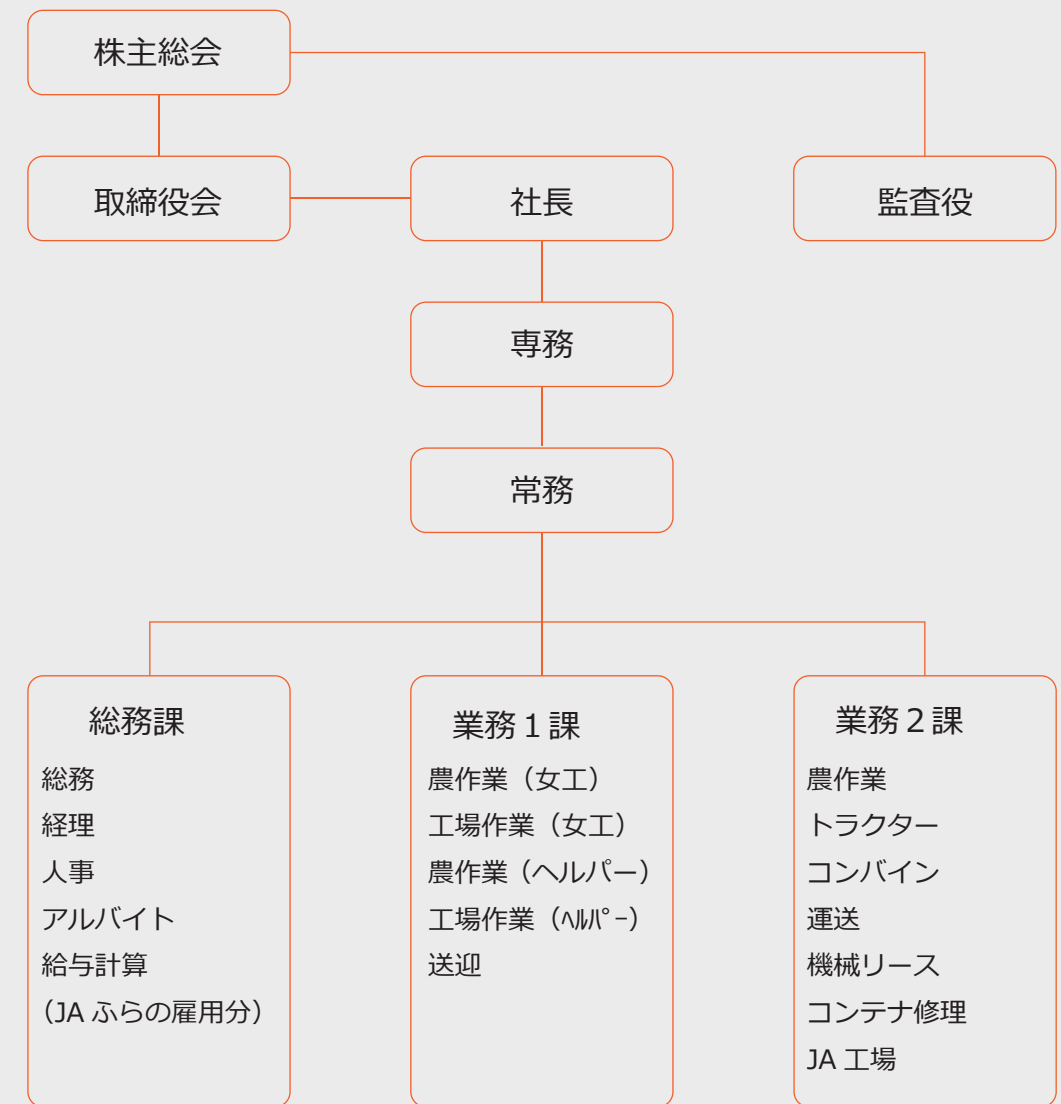 株主総会
取締役会
社長
監査役
専務
常務
総務課
総務
経理
人事
アルバイト
給与計算
（JA ふらの雇用分）
業務１課
農作業（女工）
工場作業（女工）
農作業（ヘルパー）
工場作業（ﾍﾙﾊﾟｰ）
送迎
業務２課
農作業
トラクター
コンバイン
運送
機械リース
コンテナ修理
JA 工場